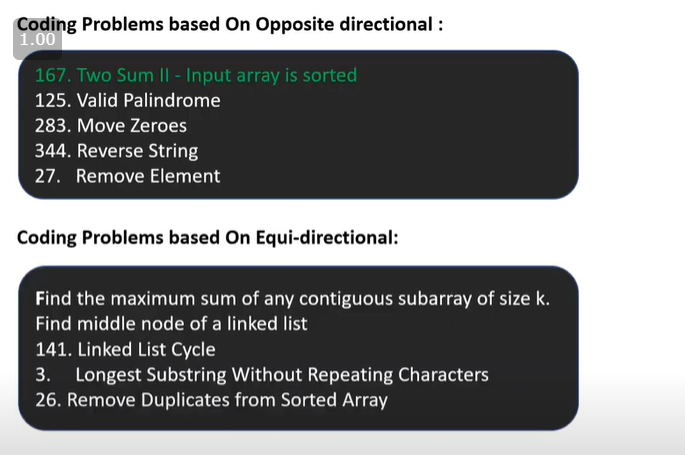 Coding Problems based On Opposite directional :
1.00
167. Two Sum II - Input array is sorted
125. Valid Palindrome
283. Move Zeroes
344. Reverse String
27. Remove Element
Coding Problems based On Equi-directional:
Find the maximum sum of any contiguous subarray of size k.
Find middle node of a linked list
141. Linked List Cycle
3. Longest Substring Without Repeating Characters
26. Remove Duplicates from Sorted Array